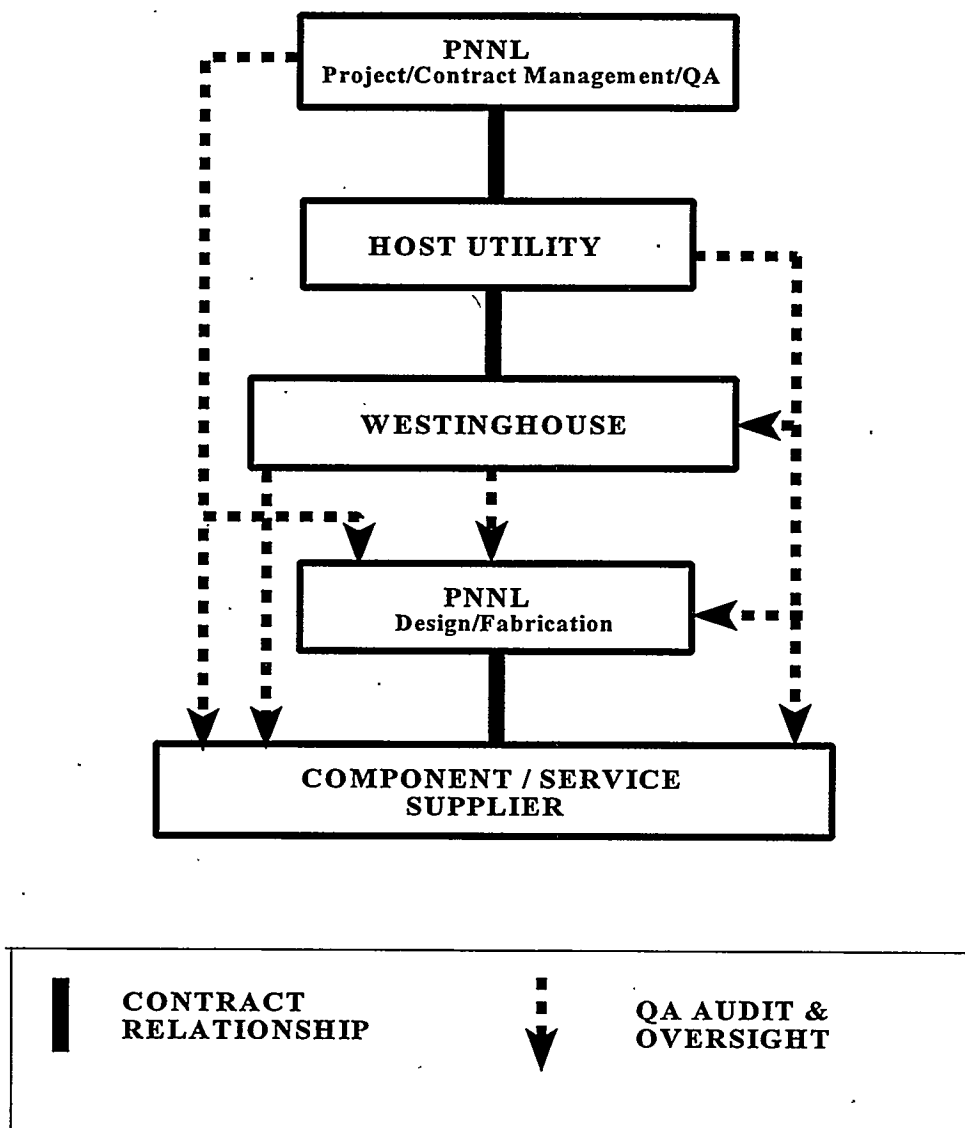 PNNL
Project/Contract Management/QA
HOST UTILITY
WESTINGHOUSE
PNNL
Design/Fabrication
COMPONENT / SERVICE
SUPPLIER
CONTRACT
RELATIONSHIP
QA AUDIT &
OVERSIGHT